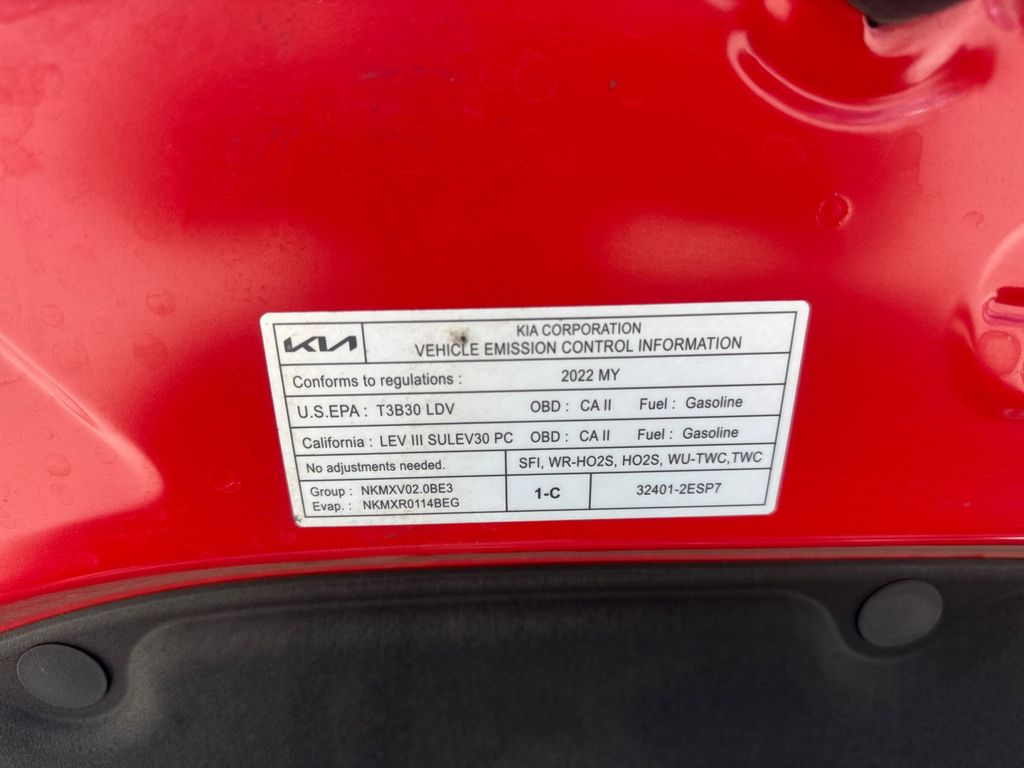 KIA
KIA CORPORATION
VEHICLE EMISSION CONTROL INFORMATION
Conforms to regulations : 2022 MY
U.S.EPA : T3B30 LDV OBD : CA II Fuel : Gasoline
California : LEV III SULEV30 PC OBD : CA II Fuel : Gasoline
No adjustments needed. SFI, WR-HO2S, HO2S, WU-TWC,TWC
Group : NKMXV02.0BE3
Evap. : NKMXR0114BEG
1-C
32401-2ESP7